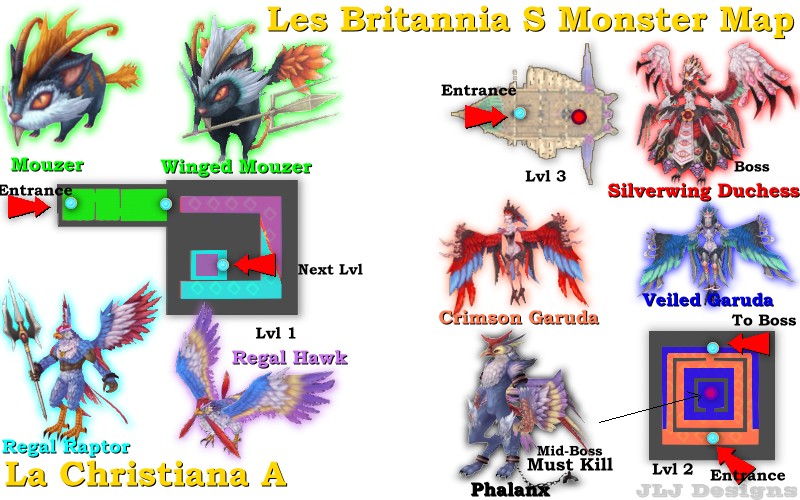 Les Britannia S Monster Map
Mouzer
Winged Mouzer
Entrance
Lvl 3
Boss
Silverwing Duchess
Entrance
Next Lvl
Lvl 1
Crimson Garuda
Veiled Garuda
To Boss
Regal Hawk
Regal Raptor
Mid-Boss
Must Kill
Phalanx
Lvl 2
Entrance
La Christiana A
JLJ Designs